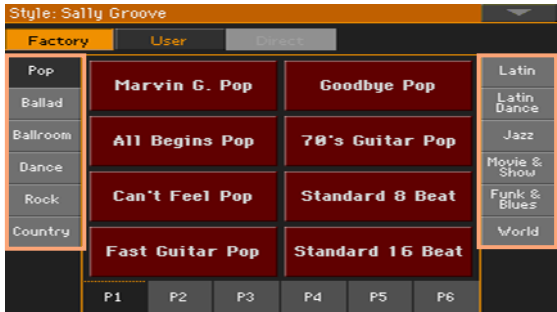 Style: Sally Groove
Factory User Direct
Pop
Ballad
Ballroom
Dance
Rock
Country
Marvin G. Pop Goodbye Pop
All Begins Pop 70's Guitar Pop
Can't Feel Pop Standard 8 Beat
Fast Guitar Pop Standard 16 Beat
Latin
Latin
Dance
Jazz
Movie &
Show
Funk &
Blues
World
P1 P2 P3 P4 P5 P6